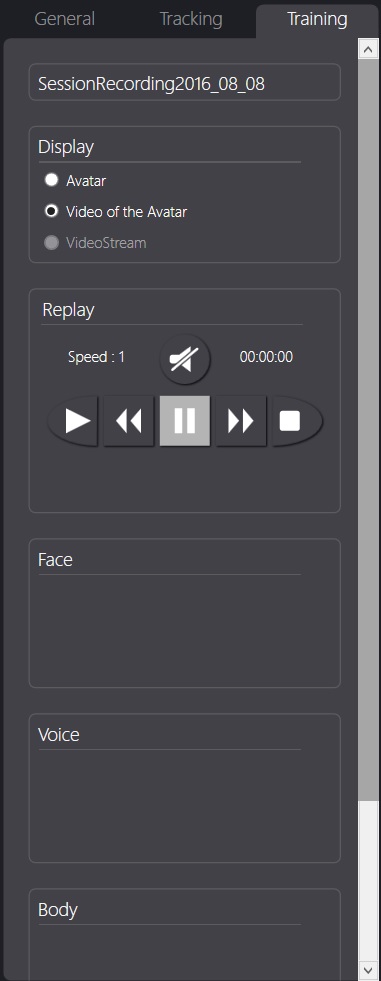 General Tracking Training
SessionRecording2016_08_08
Display
Avatar
Video of the Avatar
VideoStream
Replay
Speed : 1 00:00:00
Face
Voice
Body